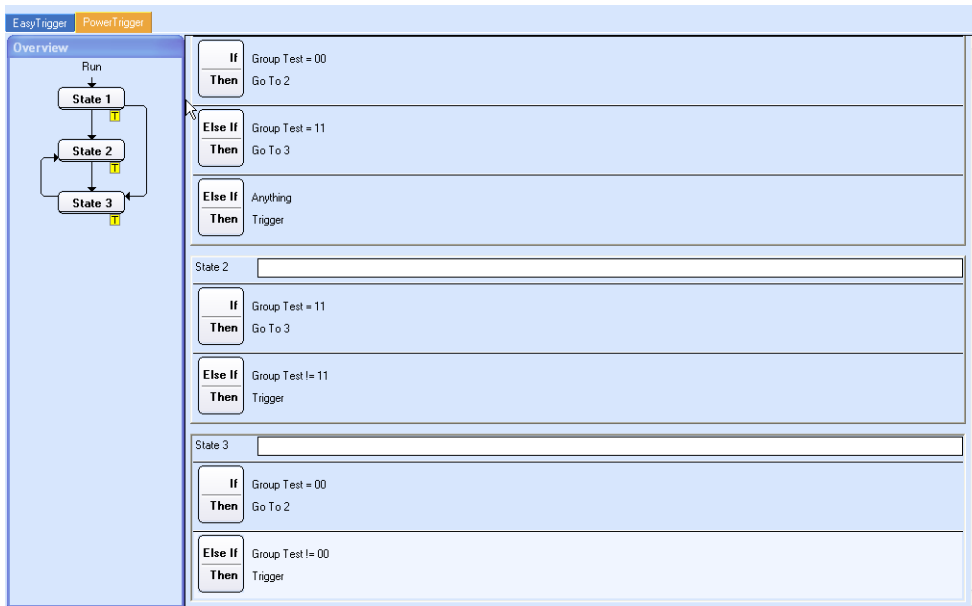 EasyTrigger PowerTrigger
Overview
Run
State 1
T
State 2
T
State 3
T
If Group Test = 00
Then Go To 2
Else If Group Test = 11
Then Go To 3
Else If Anything
Then Trigger
State 2
If Group Test = 11
Then Go To 3
Else If Group Test != 11
Then Trigger
State 3
If Group Test = 00
Then Go To 2
Else If Group Test != 00
Then Trigger